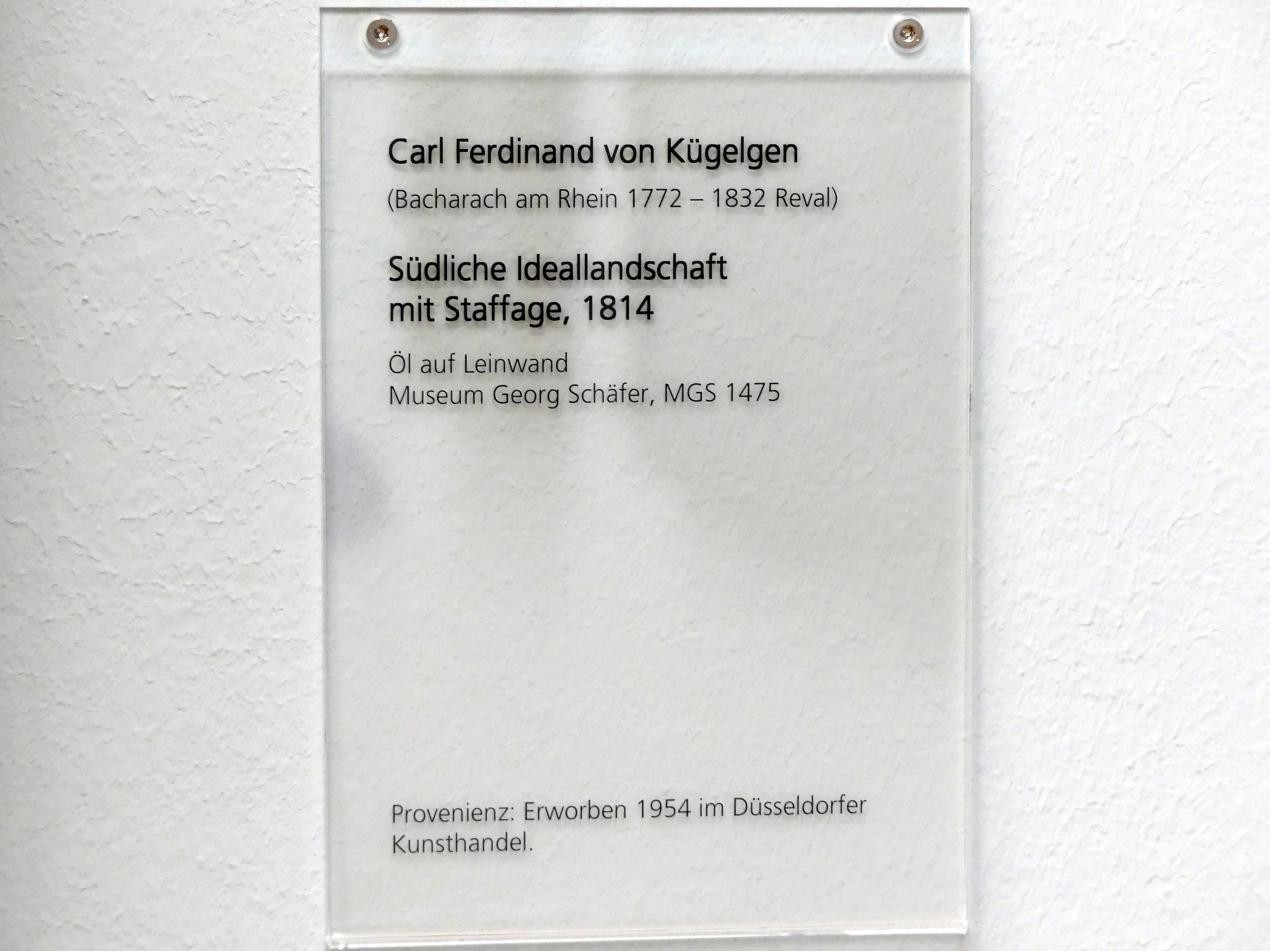 Carl Ferdinand von Kügelgen
(Bacharach am Rhein 1772 – 1832 Reval)
Südliche Ideallandschaft
mit Staffage, 1814
Öl auf Leinwand
Museum Georg Schäfer, MGS 1475
Provenienz: Erworben 1954 im Düsseldorfer
Kunsthandel.